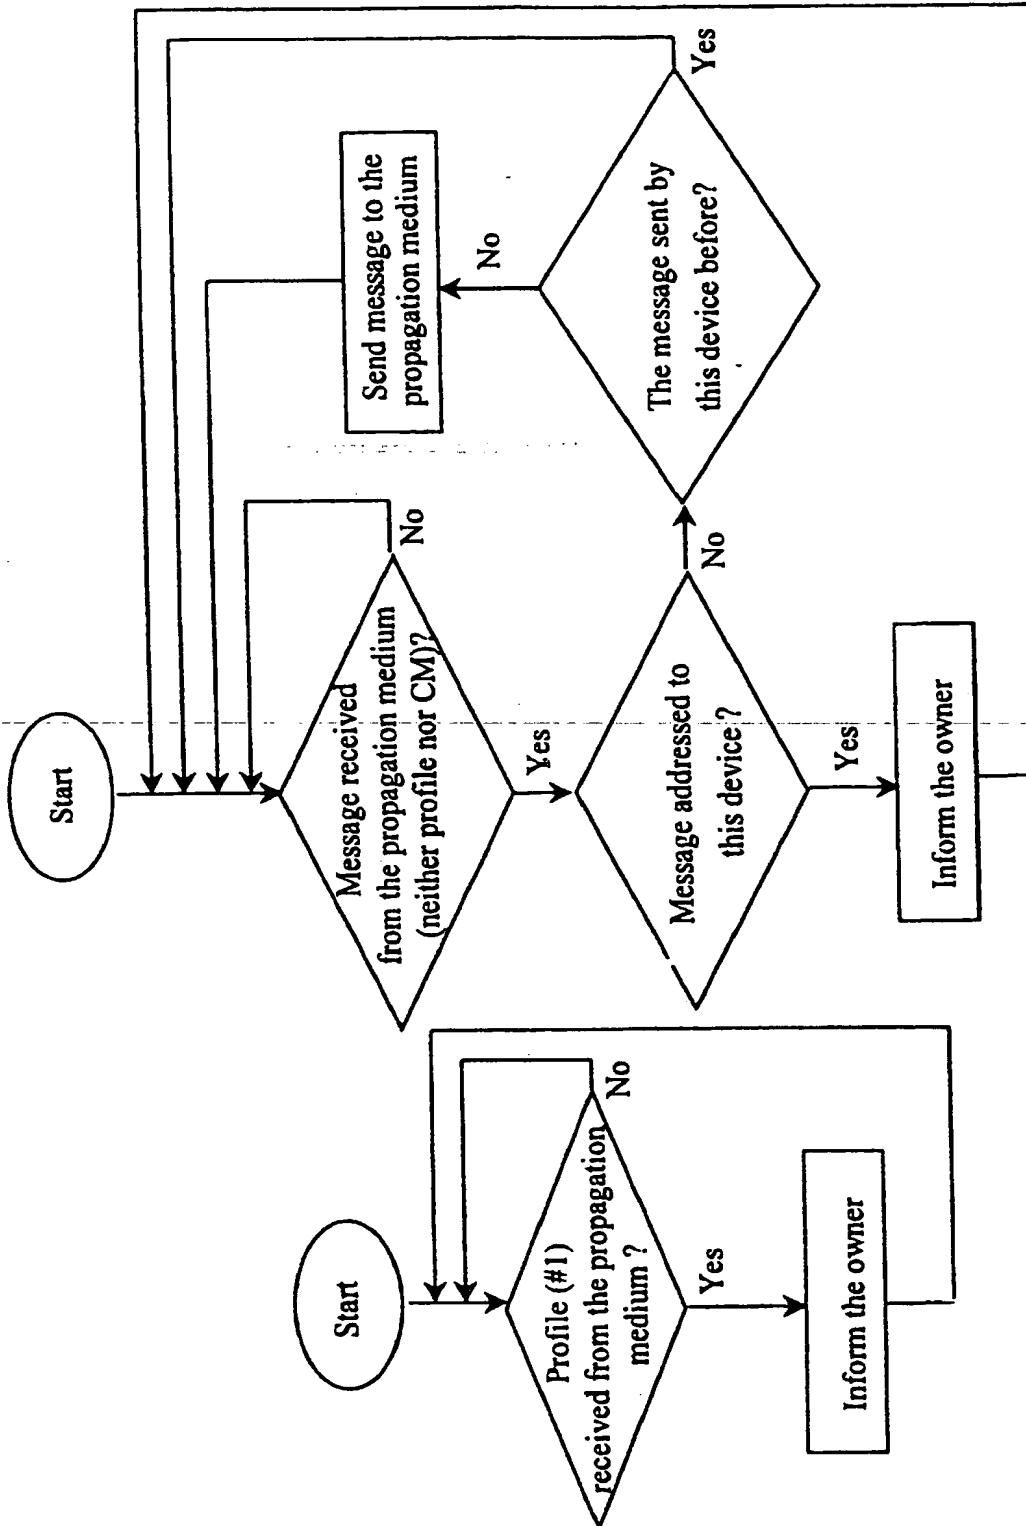 Start
Profile (#1)
received from the propagation
medium ?
No
Yes
Inform the owner
Start
Message received
from the propagation medium
(neither profile nor CM)?
No
Yes
Message addressed to
this device ?
No
Yes
Inform the owner
The message sent by
this device before?
Yes
No
Send message to the
propagation medium